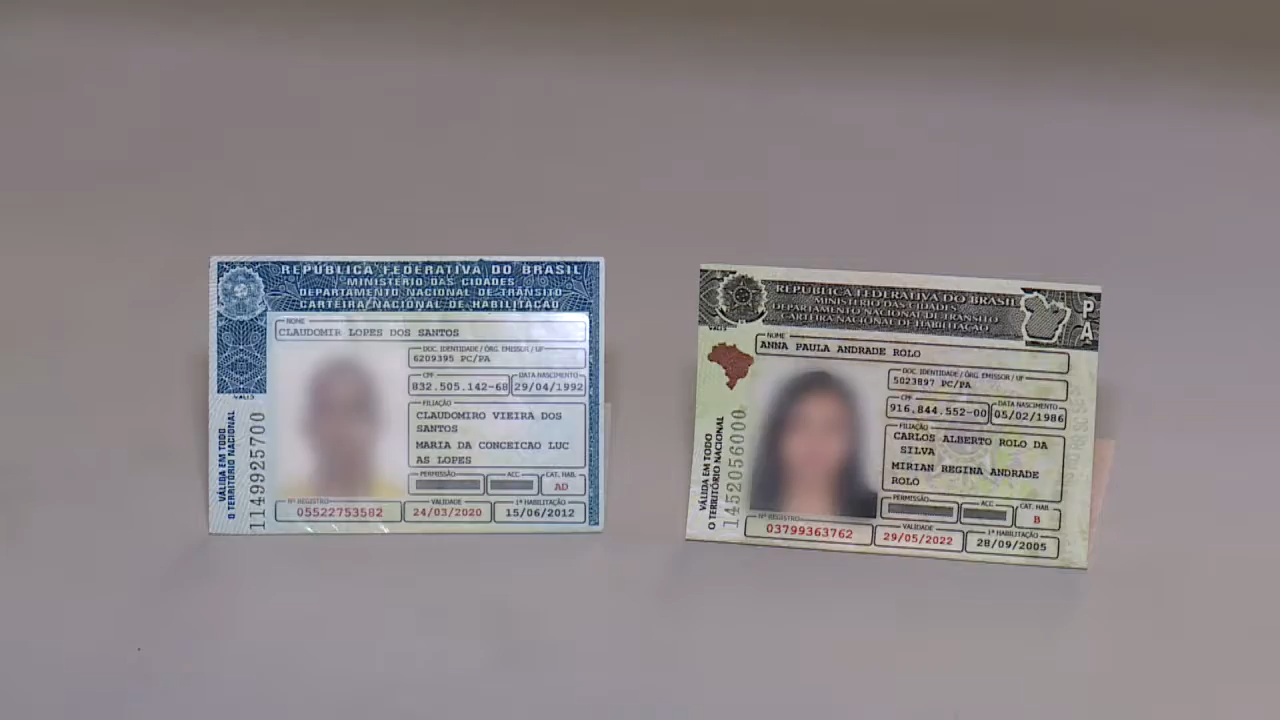 REPÚBLICA FEDERATIVA DO BRASIL
MINISTÉRIO DAS CIDADES
DEPARTAMENTO NACIONAL DE TRÂNSITO
CARTEIRA NACIONAL DE HABILITAÇÃO
NOME
CLAUDOMIR LOPES DOS SANTOS
DOC. IDENTIDADE / ÓRG. EMISSOR / UF
6209395 PC/PA
CPF
DATA NASCIMENTO
832.505.142-68
29/04/1992
FILIAÇÃO
CLAUDOMIRO VIEIRA DOS
SANTOS
MARIA DA CONCEICAO LUC
AS LOPES
PERMISSÃO
ACC
CAT. HAB.
AD
Nº REGISTRO
VALIDADE
1ª HABILITAÇÃO
05522753582
24/03/2020
15/06/2012
VÁLIDA EM TODO
O TERRITÓRIO NACIONAL
1149925700
REPÚBLICA FEDERATIVA DO BRASIL
MINISTÉRIO DAS CIDADES
DEPARTAMENTO NACIONAL DE TRÂNSITO
CARTEIRA NACIONAL DE HABILITAÇÃO
PA
NOME
ANNA PAULA ANDRADE ROLO
DOC. IDENTIDADE / ÓRG. EMISSOR / UF
5023897 PC/PA
CPF
DATA NASCIMENTO
916.844.552-00
05/02/1986
FILIAÇÃO
CARLOS ALBERTO ROLO DA
SILVA
MIRIAN REGINA ANDRADE
ROLO
PERMISSÃO
ACC
CAT. HAB.
B
Nº REGISTRO
VALIDADE
1ª HABILITAÇÃO
03799363762
29/05/2022
28/09/2005
VÁLIDA EM TODO
O TERRITÓRIO NACIONAL
1452056000